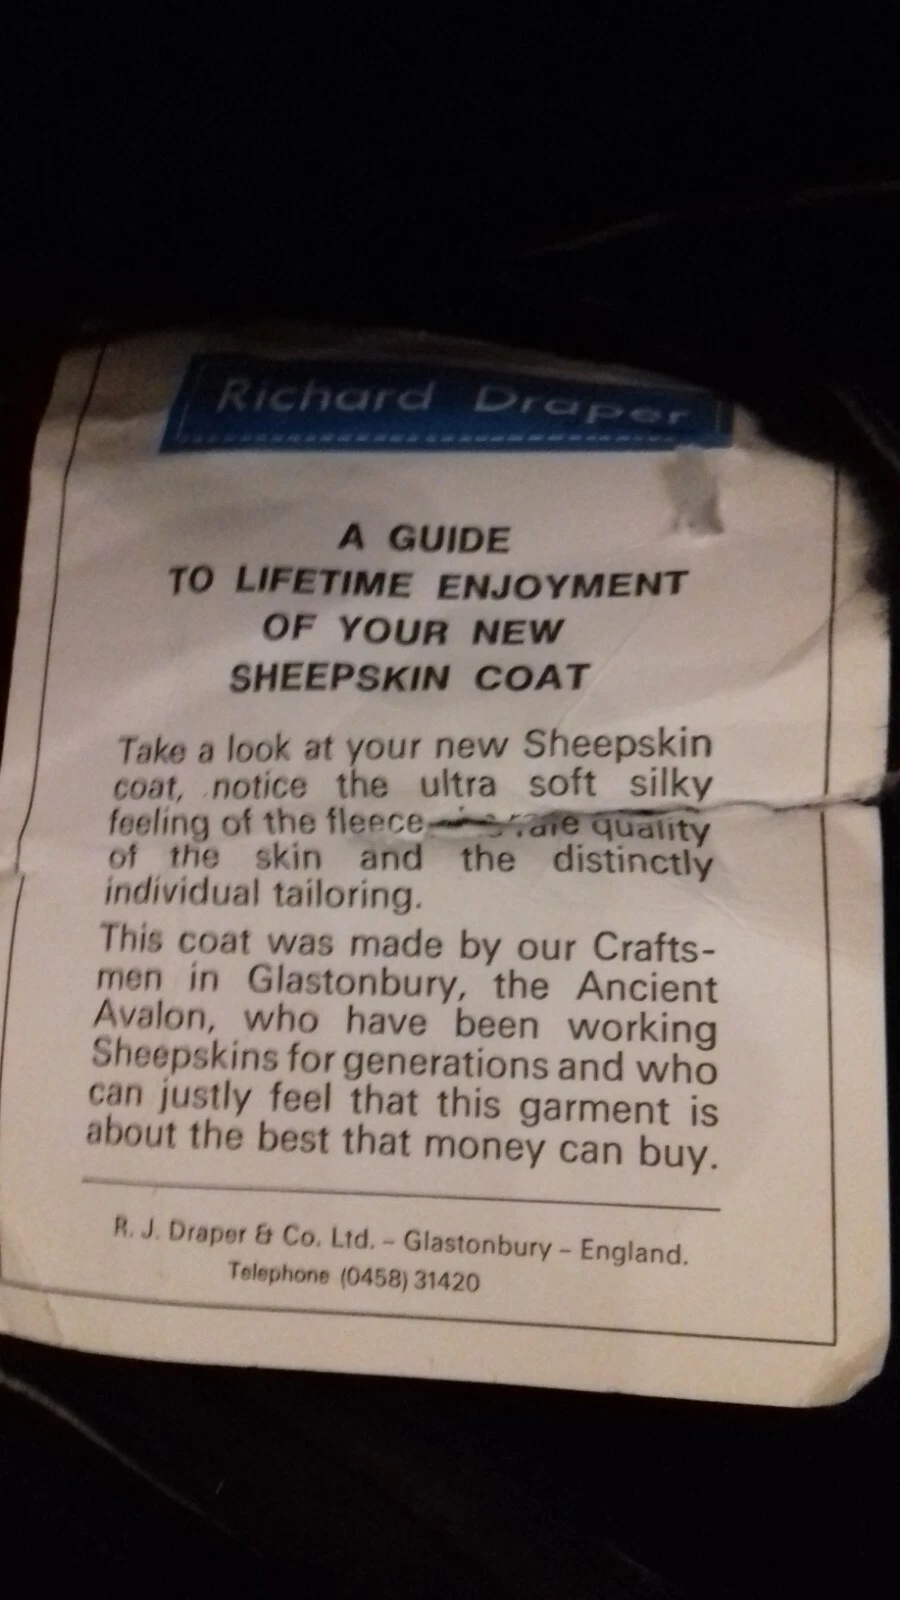 Richard Draper
A GUIDE
TO LIFETIME ENJOYMENT
OF YOUR NEW
SHEEPSKIN COAT
Take a look at your new Sheepskin
coat, notice the ultra soft silky
feeling of the fleece quality
of the skin and the distinctly
individual tailoring.
This coat was made by our Crafts-
men in Glastonbury, the Ancient
Avalon, who have been working
Sheepskins for generations and who
can justly feel that this garment is
about the best that money can buy.
R. J. Draper & Co. Ltd. – Glastonbury – England.
Telephone (0458) 31420